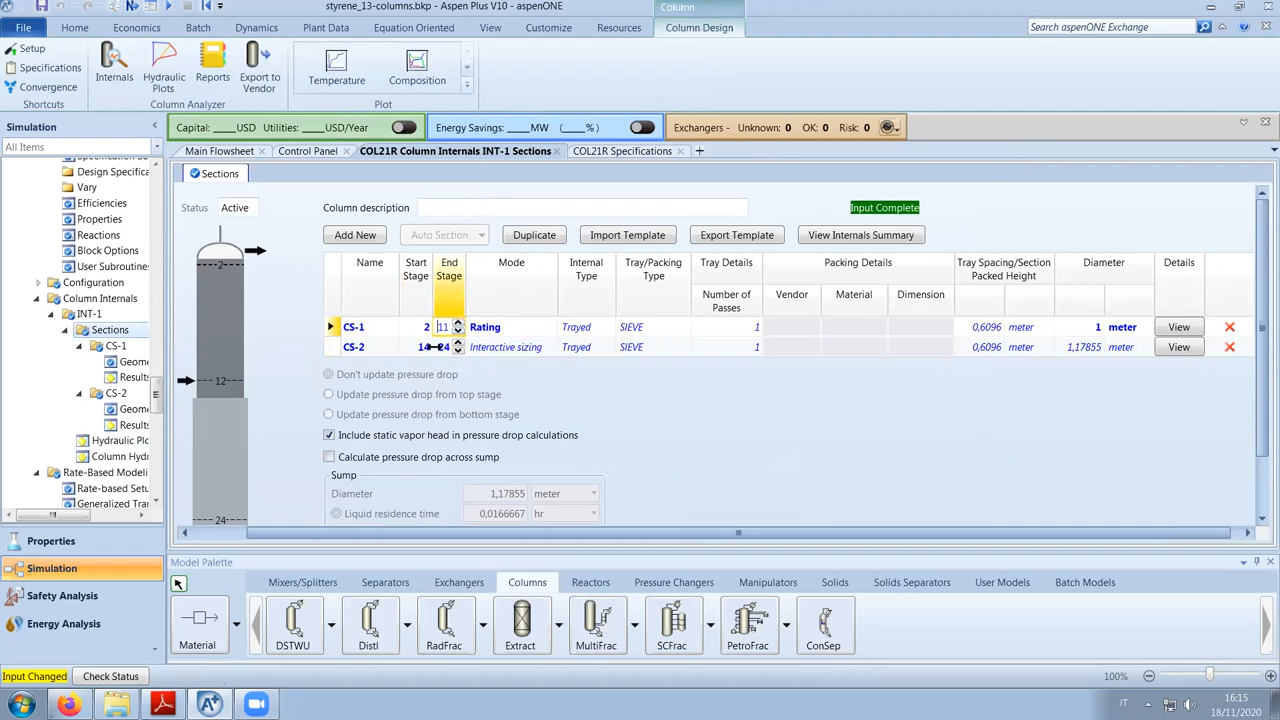 styrene_13-columns.bkp - Aspen Plus V10 - aspenONE
Column
File Home Economics Batch Dynamics Plant Data Equation Oriented View Customize Resources Column Design Search aspenONE Exchange
Setup
Specifications
Convergence
Shortcuts
Internals
Hydraulic Plots
Reports
Export to Vendor
Column Analyzer
Temperature
Composition
Plot
Simulation
Capital: ____USD Utilities: ____USD/Year
Energy Savings: ____MW (____%)
Exchangers - Unknown: 0 OK: 0 Risk: 0
All Items
Main Flowsheet
Control Panel
COL21R Column Internals INT-1 Sections
COL21R Specifications
Design Specifica
Vary
Efficiencies
Properties
Reactions
Block Options
User Subroutine
Configuration
Column Internals
INT-1
Sections
CS-1
Geome
Results
CS-2
Geome
Results
Hydraulic Plo
Column Hydr
Rate-Based Modeli
Rate-based Setu
Generalized Tran
Sections
Status Active
Column description
Input Complete
Add New
Auto Section
Duplicate
Import Template
Export Template
View Internals Summary
Name
Start Stage
End Stage
Mode
Internal Type
Tray/Packing Type
Tray Details
Number of Passes
Packing Details
Vendor
Material
Dimension
Tray Spacing/Section Packed Height
Diameter
Details
CS-1 2 11 Rating Trayed SIEVE 1 0,6096 meter 1 meter View
CS-2 14 24 Interactive sizing Trayed SIEVE 1 0,6096 meter 1,17855 meter View
2
12
24
Don't update pressure drop
Update pressure drop from top stage
Update pressure drop from bottom stage
Include static vapor head in pressure drop calculations
Calculate pressure drop across sump
Sump
Diameter 1,17855 meter
Liquid residence time 0,0166667 hr
Properties
Simulation
Safety Analysis
Energy Analysis
Model Palette
Mixers/Splitters Separators Exchangers Columns Reactors Pressure Changers Manipulators Solids Solids Separators User Models Batch Models
Material DSTWU Distl RadFrac Extract MultiFrac SCFrac PetroFrac ConSep
Input Changed
Check Status
100%
IT
16:15
18/11/2020